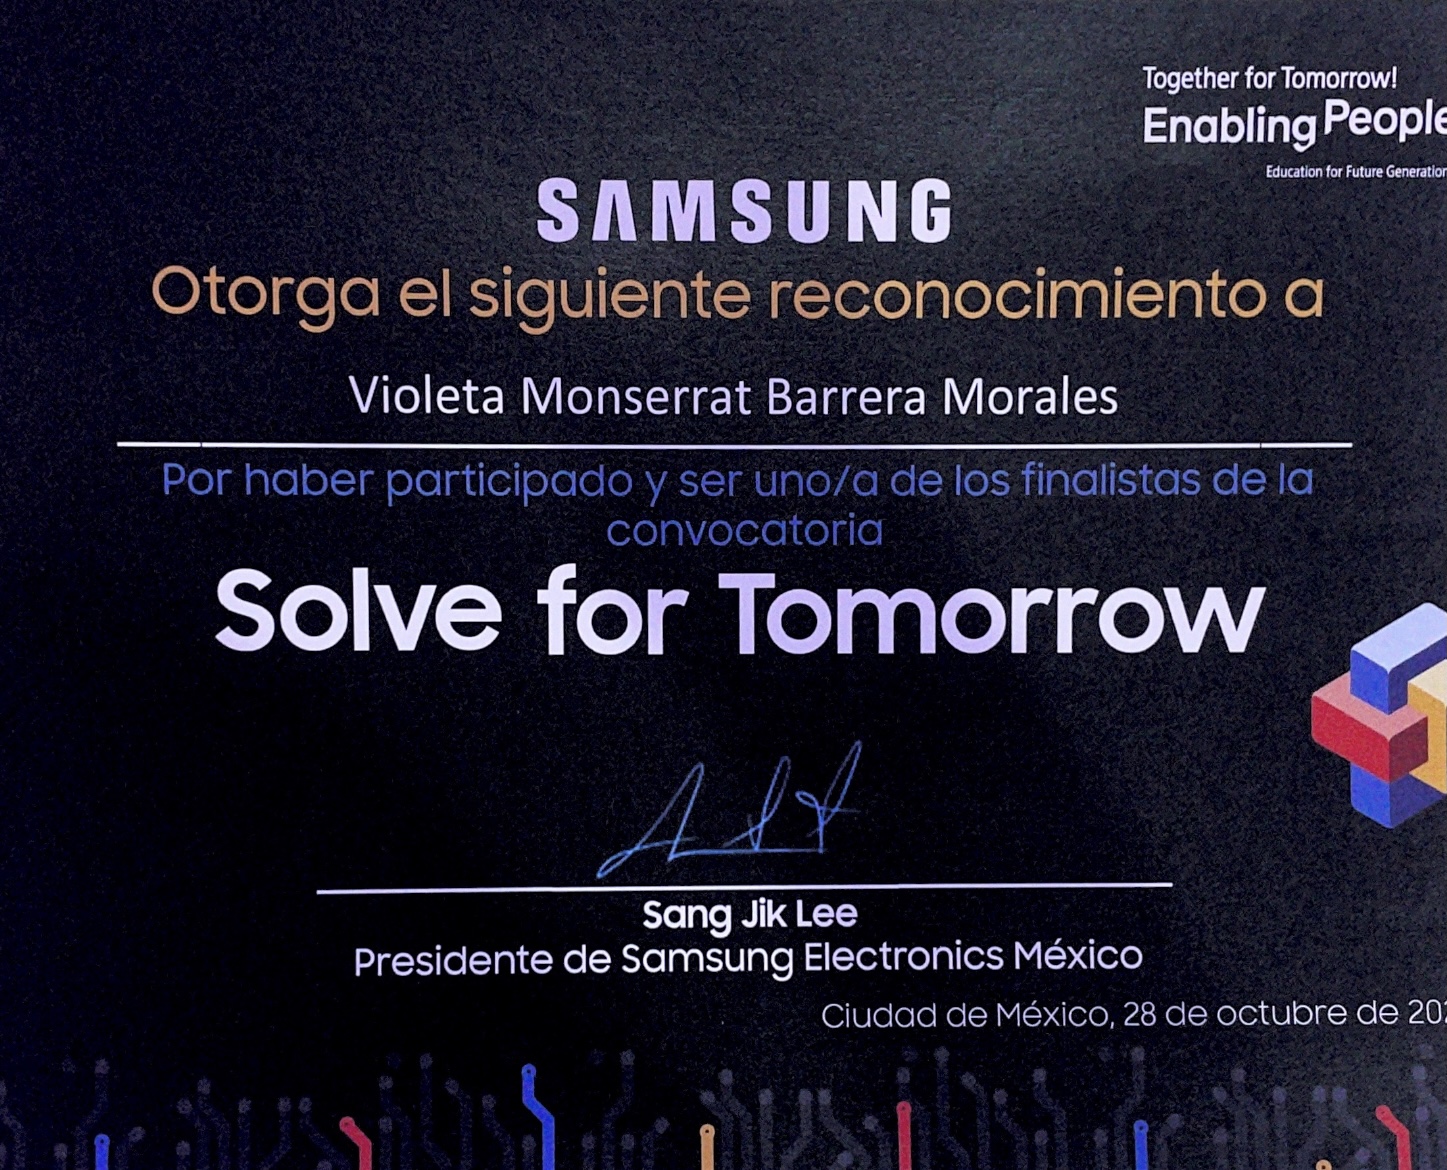 Together for Tomorrow!
Enabling People
Education for Future Generation
SAMSUNG
Otorga el siguiente reconocimiento a
Violeta Monserrat Barrera Morales
Por haber participado y ser uno/a de los finalistas de la
convocatoria
Solve for Tomorrow
Sang Jik Lee
Presidente de Samsung Electronics México
Ciudad de México, 28 de octubre de